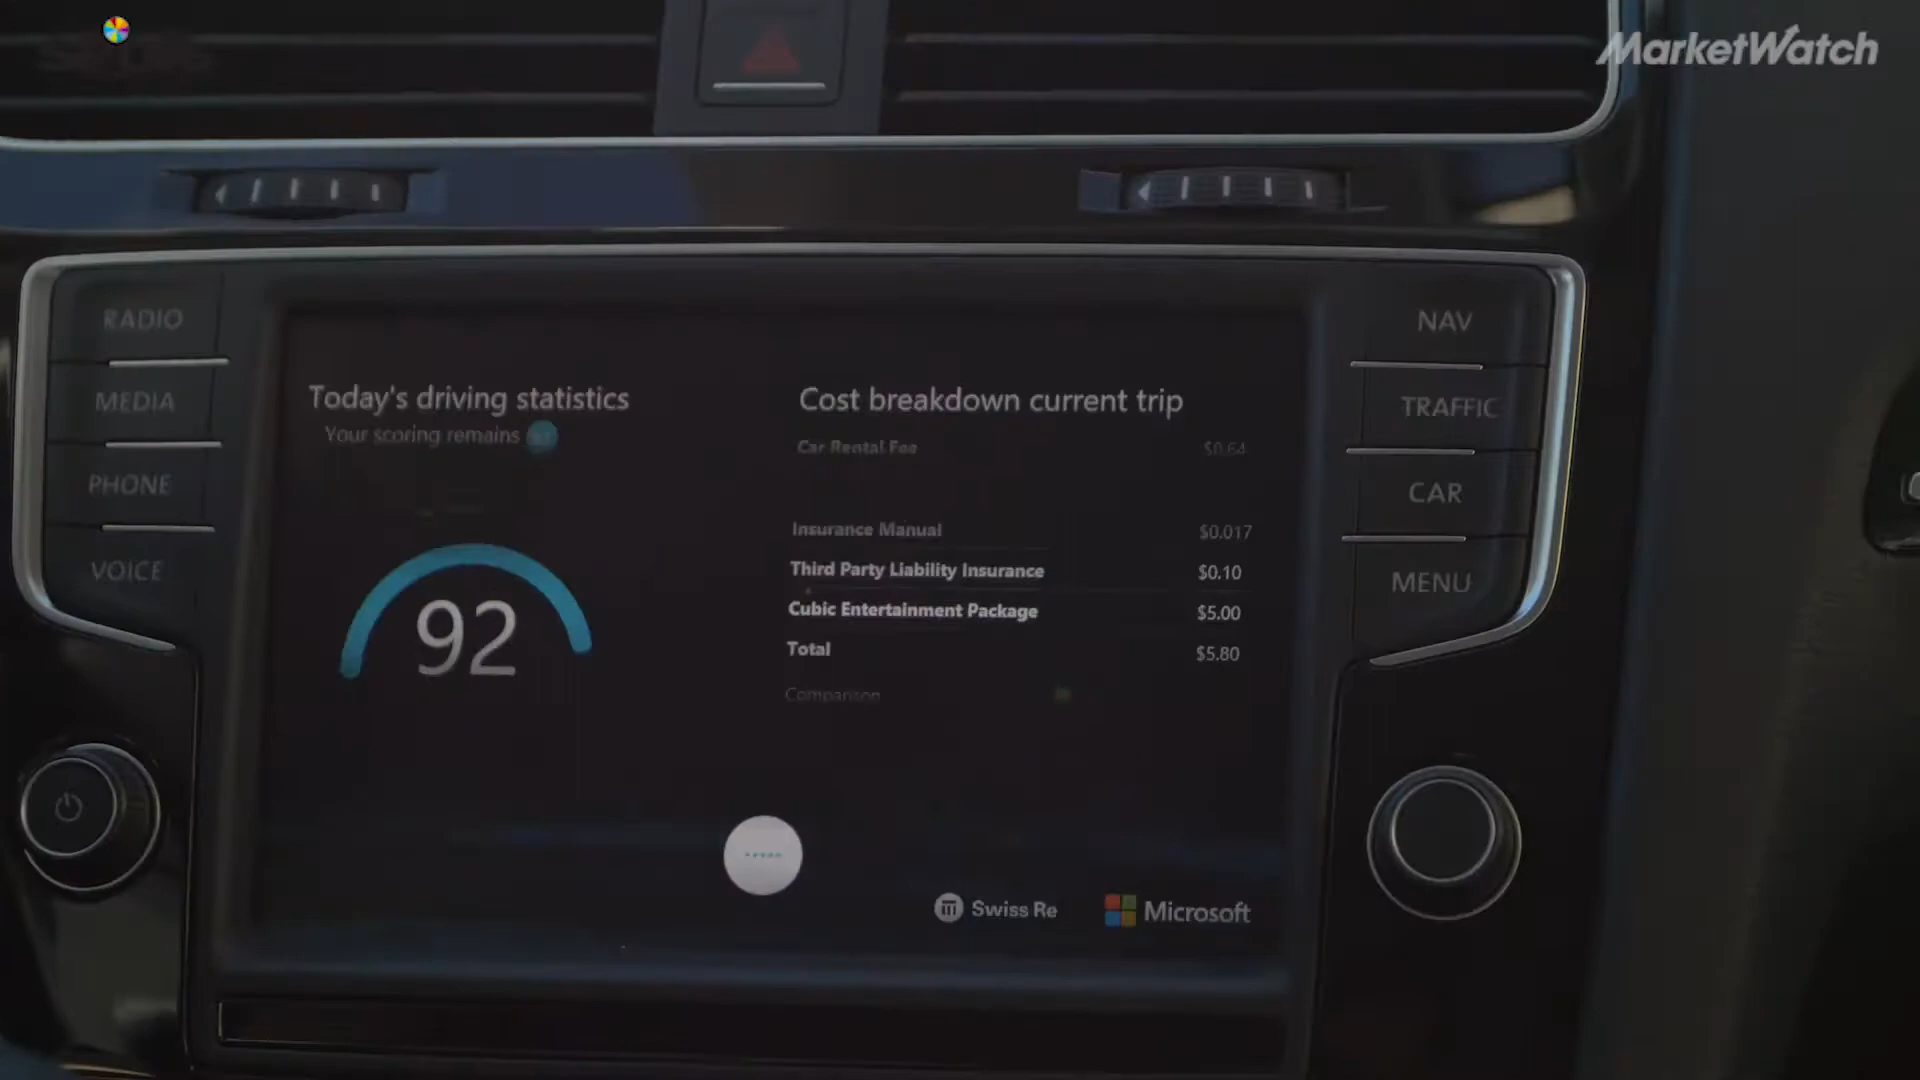 MarketWatch
RADIO
MEDIA
PHONE
VOICE
Today's driving statistics
Your scoring remains
92
Cost breakdown current trip
Car Rental Fee $0.64
Insurance Manual $0.017
Third Party Liability Insurance $0.10
Cubic Entertainment Package $5.00
Total $5.80
Comparison
Swiss Re
Microsoft
NAV
TRAFFIC
CAR
MENU